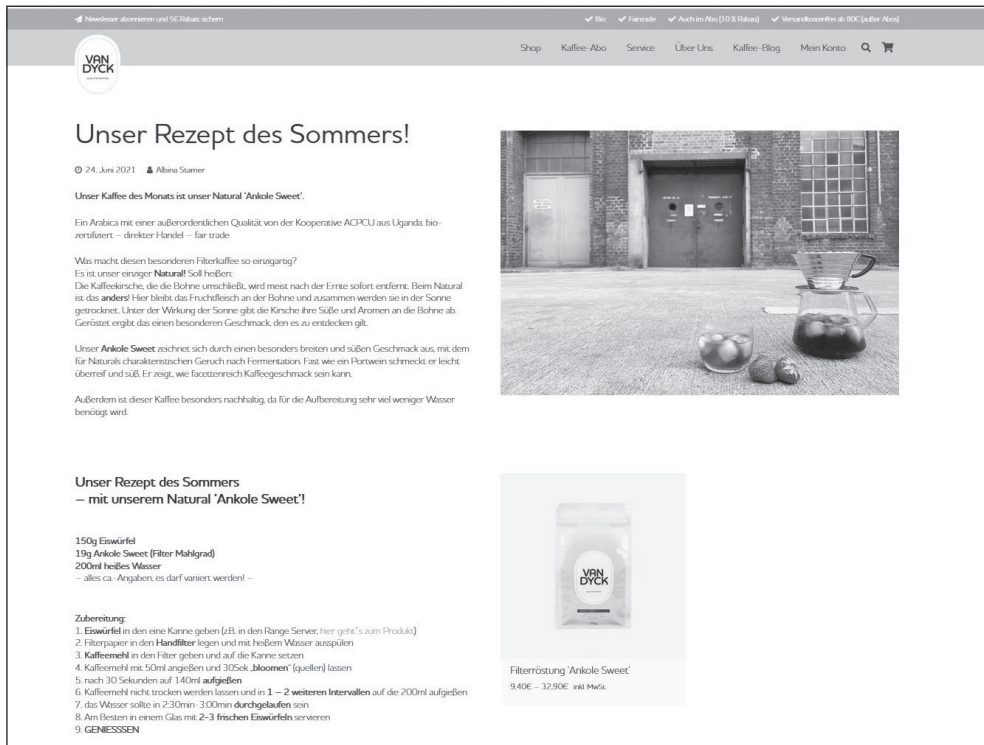 Newsletter abonnieren und 5€ Rabatt sichern
Bio Fairtrade Auch im Abo (10 % Rabatt) Versandkostenfrei ab 80€ (außer Abos)
VAN
DYCK
Shop Kaffee-Abo Service Über Uns Kaffee-Blog Mein Konto
Unser Rezept des Sommers!
24. Juni 2021 Albina Stamer
Unser Kaffee des Monats ist unser Natural 'Ankole Sweet'.
Ein Arabica mit einer außerordentlichen Qualität von der Kooperative ACPCU aus Uganda. bio-
zertifiziert – direkter Handel – fair trade
Was macht diesen besonderen Filterkaffee so einzigartig?
Es ist unser einziger Natural! Soll heißen:
Die Kaffeekirsche, die die Bohne umschließt, wird meist nach der Ernte sofort entfernt. Beim Natural
ist das anders! Hier bleibt das Fruchtfleisch an der Bohne und zusammen werden sie in der Sonne
getrocknet. Unter der Wirkung der Sonne gibt die Kirsche ihre Süße und Aromen an die Bohne ab.
Geröstet ergibt das einen besonderen Geschmack, den es zu entdecken gilt.
Unser Ankole Sweet zeichnet sich durch einen besonders breiten und süßen Geschmack aus, mit dem
für Naturals charakteristischen Geruch nach Fermentation. Fast wie ein Portwein schmeckt er leicht
überreif und süß. Er zeigt, wie facettenreich Kaffeegeschmack sein kann.
Außerdem ist dieser Kaffee besonders nachhaltig, da für die Aufbereitung sehr viel weniger Wasser
benötigt wird.
Unser Rezept des Sommers
– mit unserem Natural 'Ankole Sweet'!
150g Eiswürfel
19g Ankole Sweet (Filter Mahlgrad)
200ml heißes Wasser
– alles ca.-Angaben, es darf variiert werden! –
Zubereitung:
1. Eiswürfel in den eine Kanne geben (z.B. in den Range Server, hier geht´s zum Produkt)
2. Filterpapier in den Handfilter legen und mit heißem Wasser ausspülen
3. Kaffeemehl in den Filter geben und auf die Kanne setzen
4. Kaffeemehl mit 50ml angießen und 30Sek „bloomen“ (quellen) lassen
5. nach 30 Sekunden auf 140ml aufgießen
6. Kaffeemehl nicht trocken werden lassen und in 1 – 2 weiteren Intervallen auf die 200ml aufgießen
7. das Wasser sollte in 2:30min-3:00min durchgelaufen sein
8. Am Besten in einem Glas mit 2-3 frischen Eiswürfeln servieren
9. GENIESSSEN
VAN
DYCK
Filterröstung 'Ankole Sweet'
9.40€ – 32.90€ inkl. MwSt.